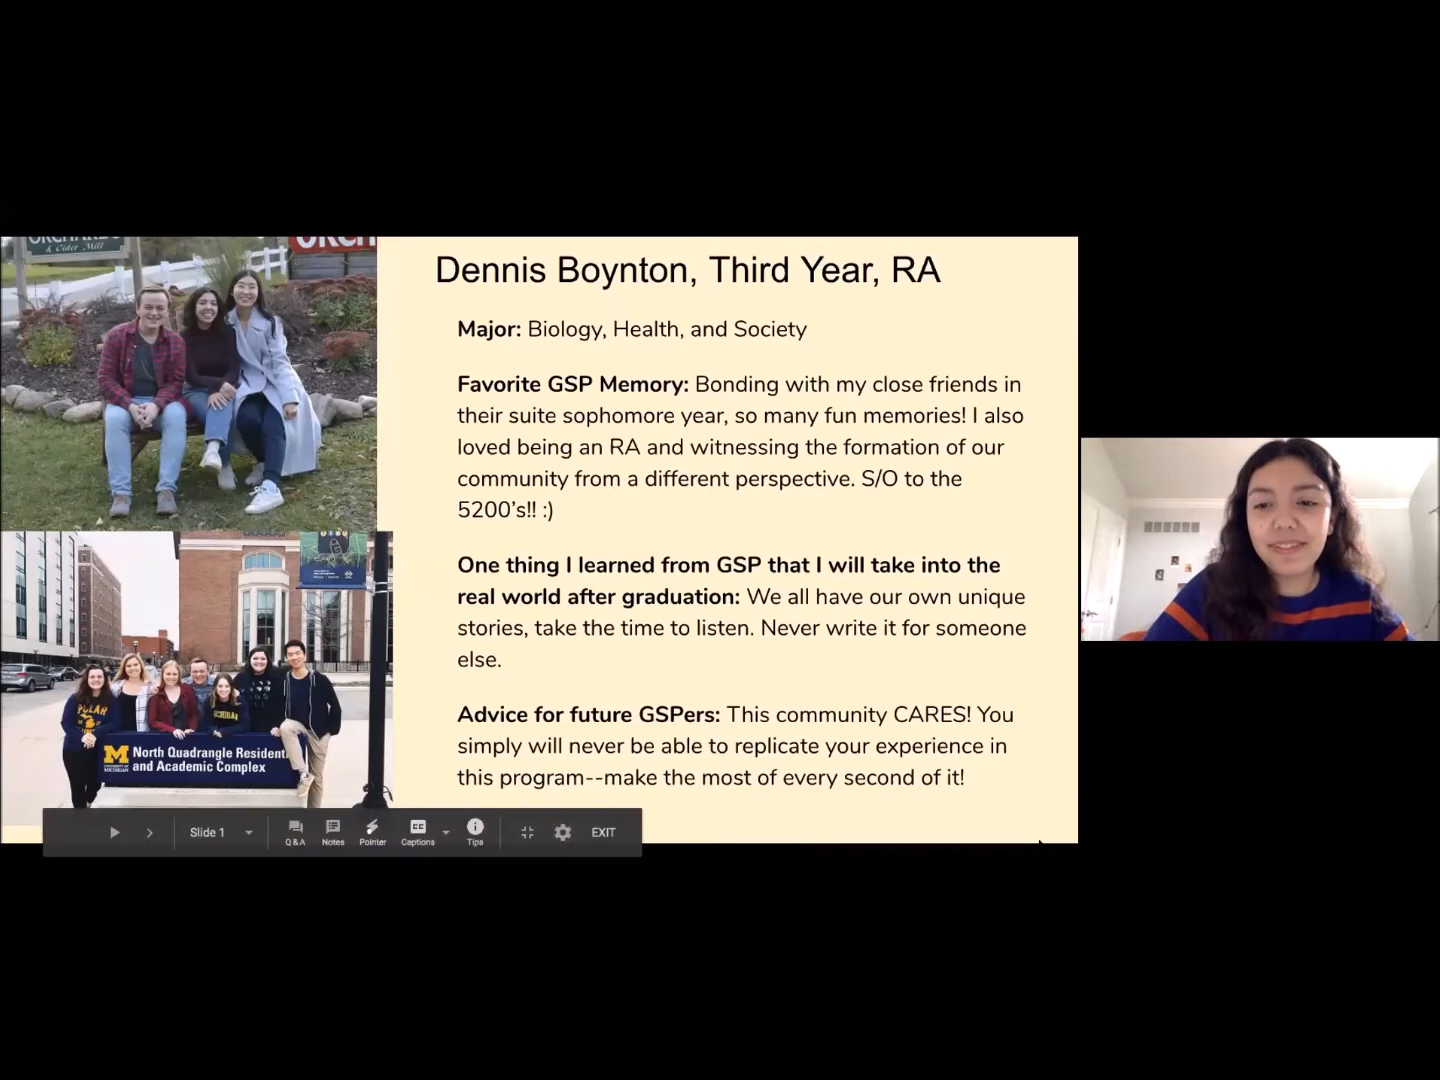 & Cider Mill
Dennis Boynton, Third Year, RA
Major: Biology, Health, and Society
Favorite GSP Memory: Bonding with my close friends in
their suite sophomore year, so many fun memories! I also
loved being an RA and witnessing the formation of our
community from a different perspective. S/O to the
5200's!! :)
One thing I learned from GSP that I will take into the
real world after graduation: We all have our own unique
stories, take the time to listen. Never write it for someone
else.
Advice for future GSPers: This community CARES! You
simply will never be able to replicate your experience in
this program--make the most of every second of it!
M North Quadrangle Resident
and Academic Complex
Slide 1
Q&A
Notes
Pointer
CC
Captions
Tips
EXIT